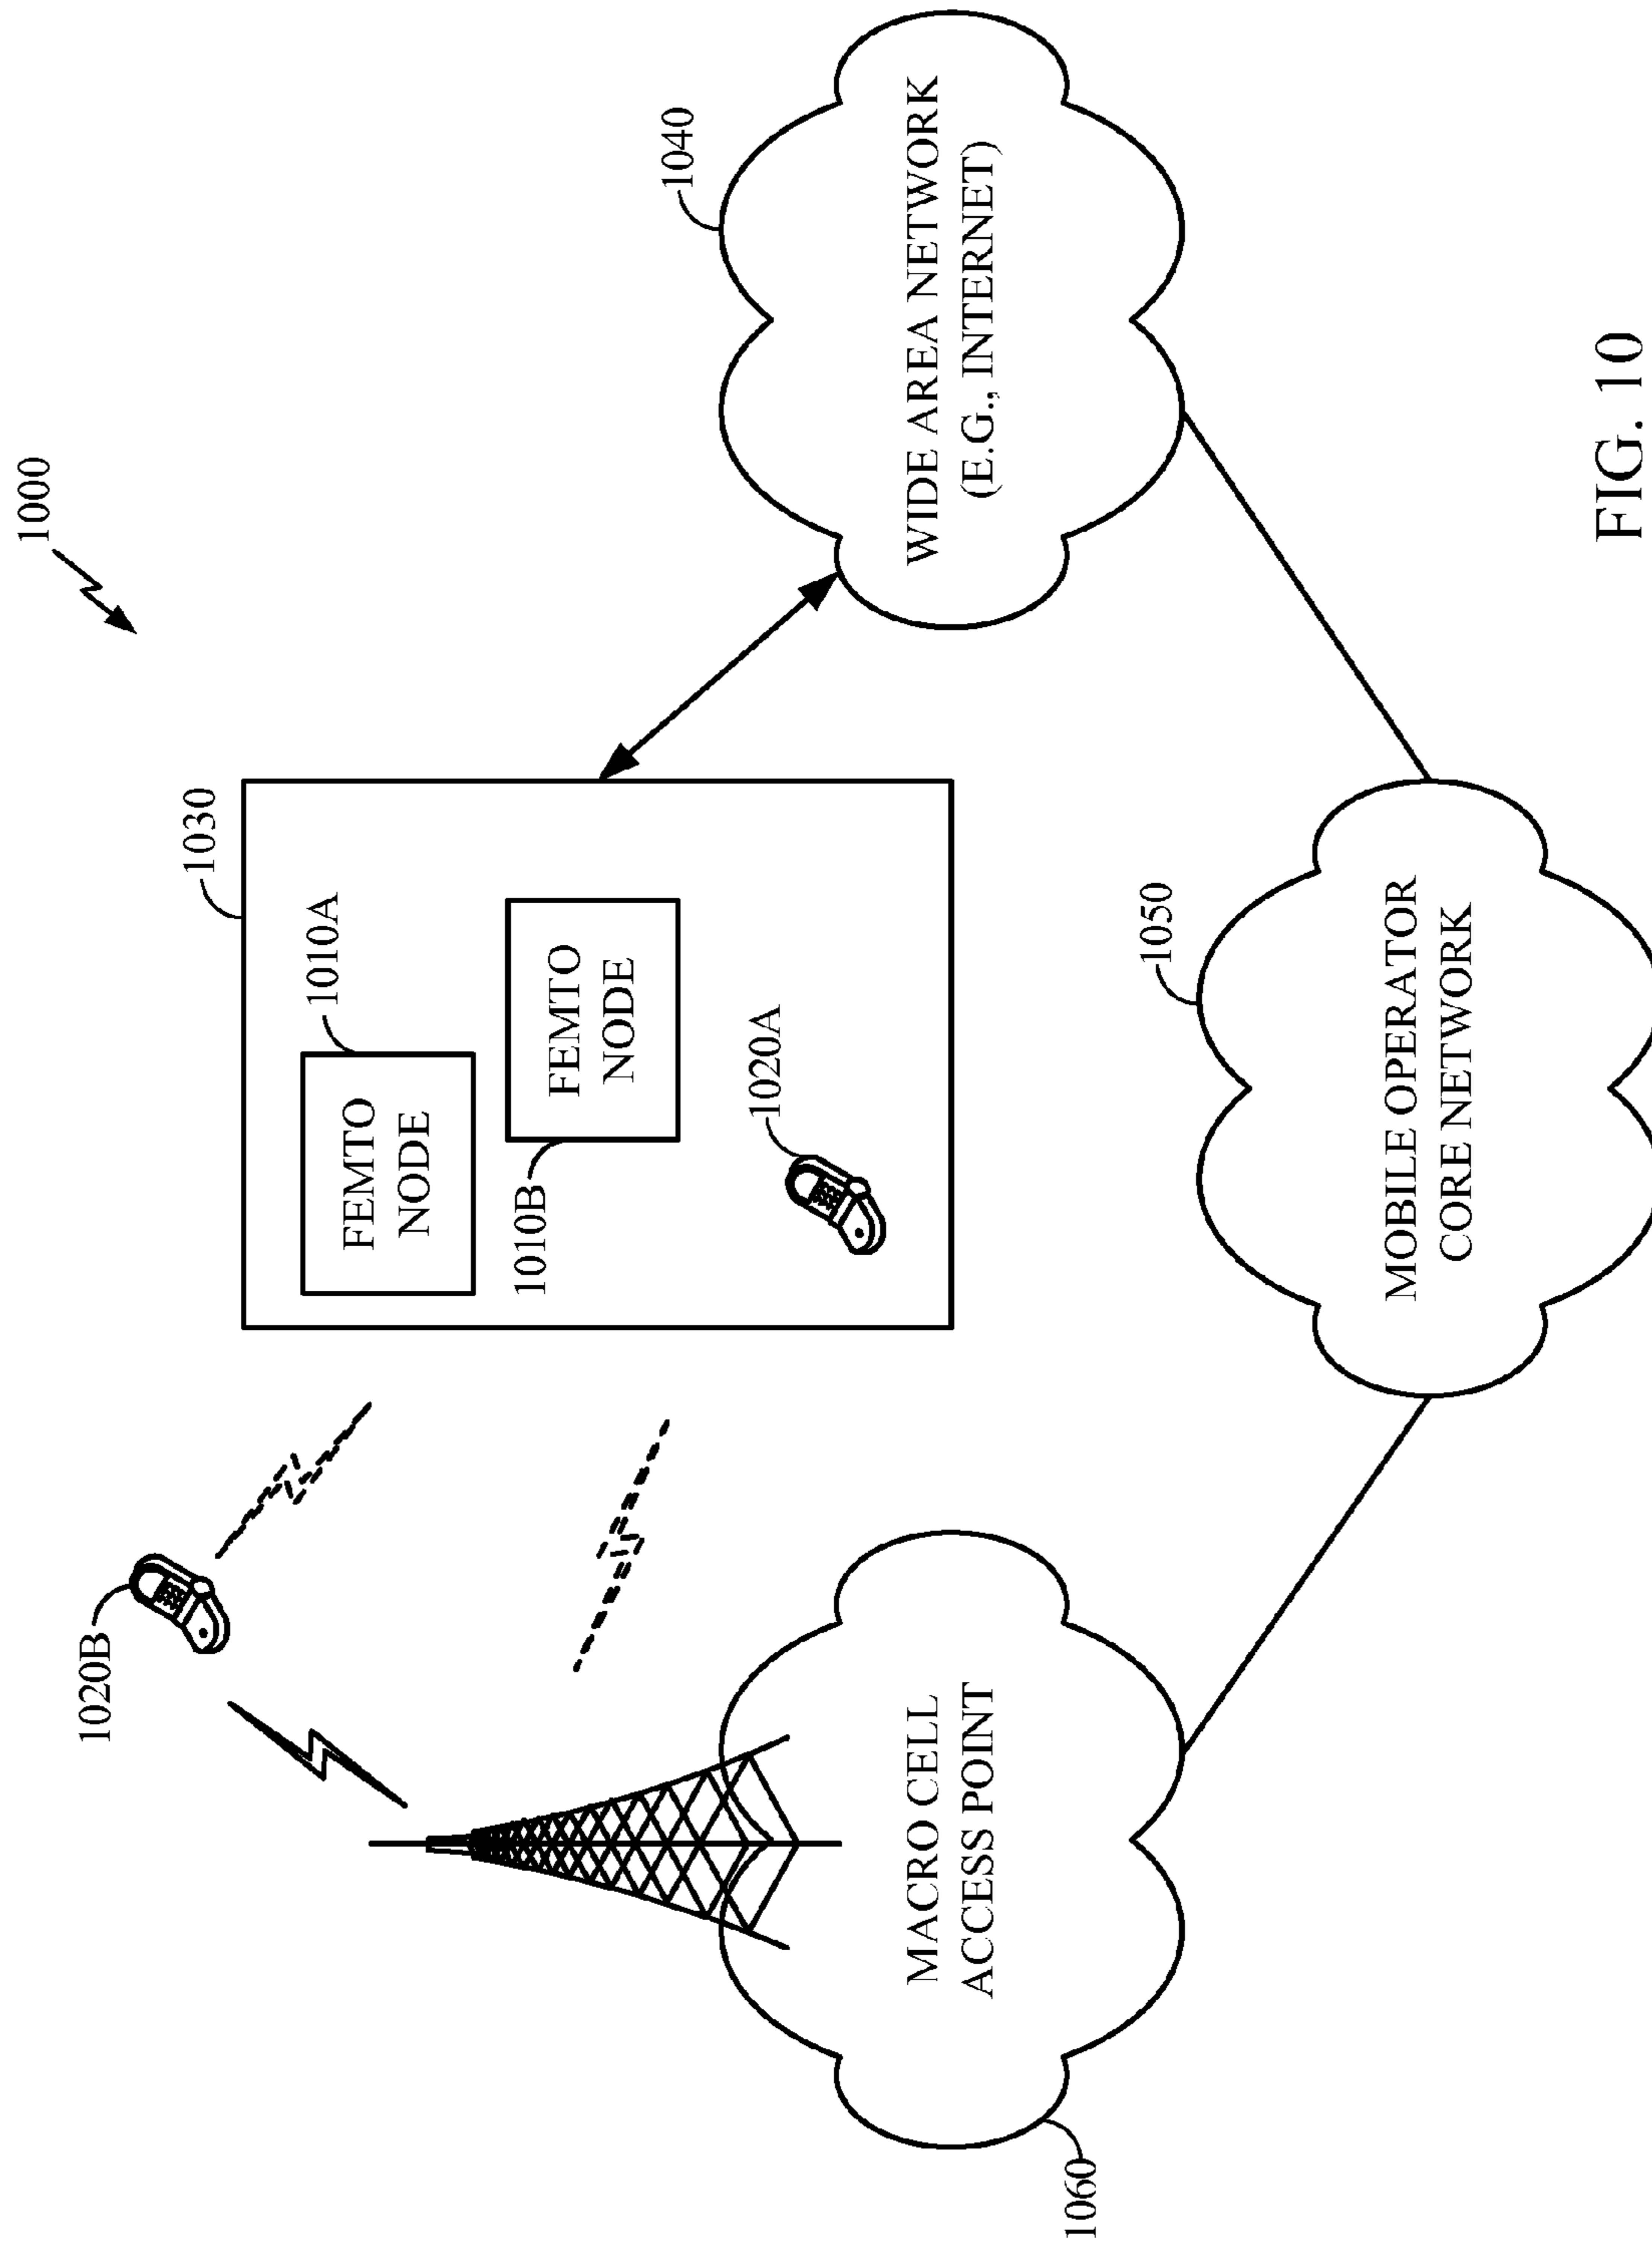 1000
1020B
1030
1010A
FEMTO
NODE
FEMTO
NODE
1010B
1020A
1040
WIDE AREA NETWORK
(E.G., INTERNET)
MACRO CELL
ACCESS POINT
1060
1050
MOBILE OPERATOR
CORE NETWORK
FIG. 10